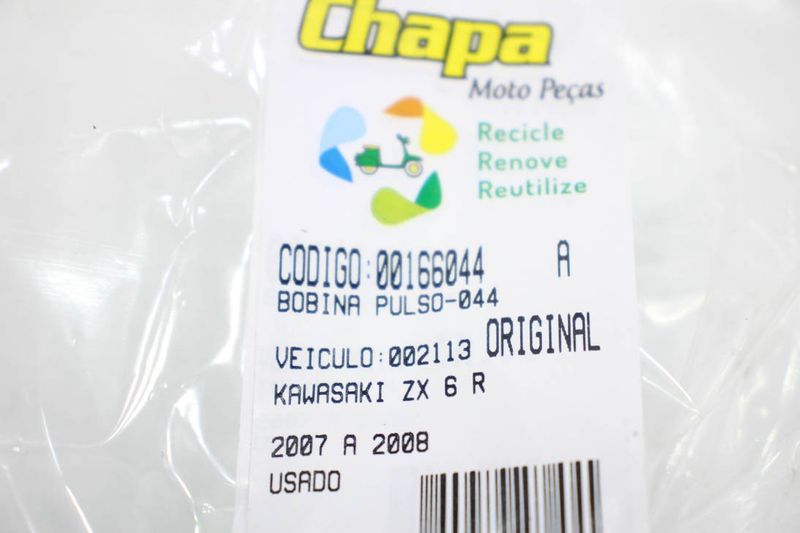 Chapa
Moto Peças
Recicle
Renove
Reutilize
CODIGO:00166044 A
BOBINA PULSO-044
VEICULO:002113 ORIGINAL
KAWASAKI ZX 6 R
2007 A 2008
USADO